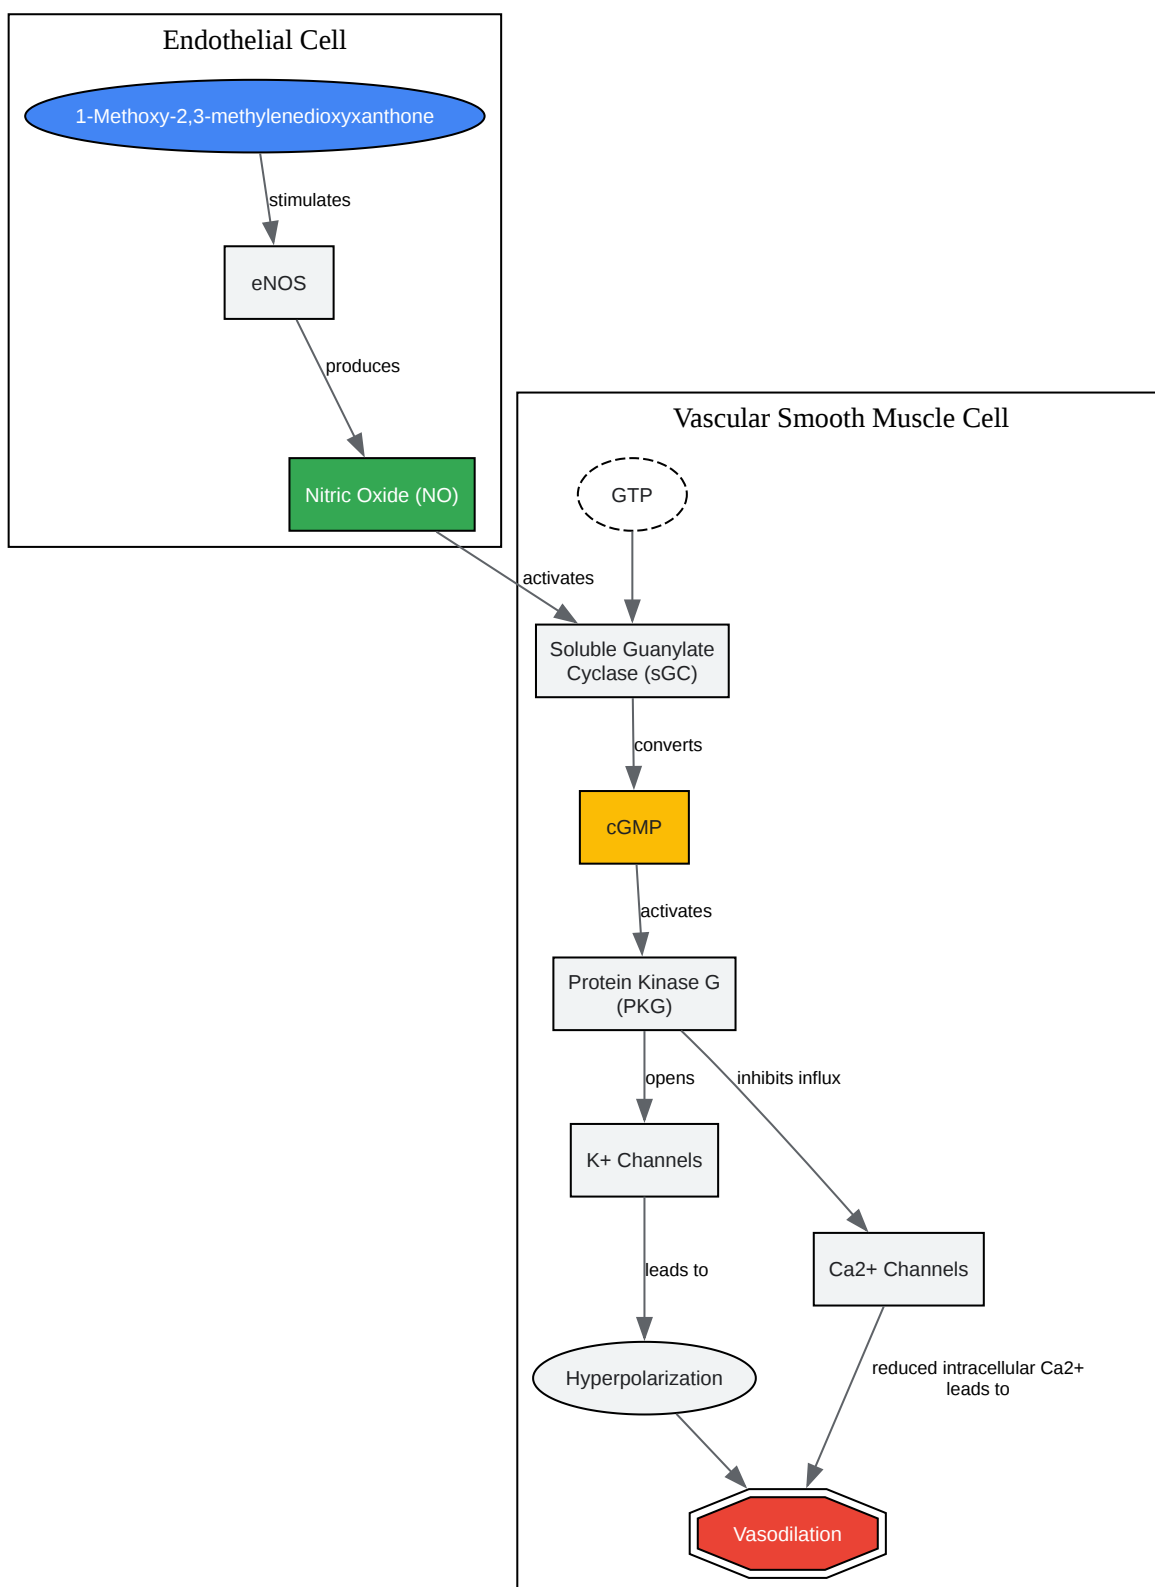 Endothelial Cell
1-Methoxy-2,3-methylenedioxyxanthone
stimulates
eNOS
produces
Nitric Oxide (NO)
Vascular Smooth Muscle Cell
GTP
activates
Soluble Guanylate
Cyclase (sGC)
converts
cGMP
activates
Protein Kinase G
(PKG)
opens
inhibits influx
K+ Channels
Ca2+ Channels
leads to
Hyperpolarization
reduced intracellular Ca2+
leads to
Vasodilation